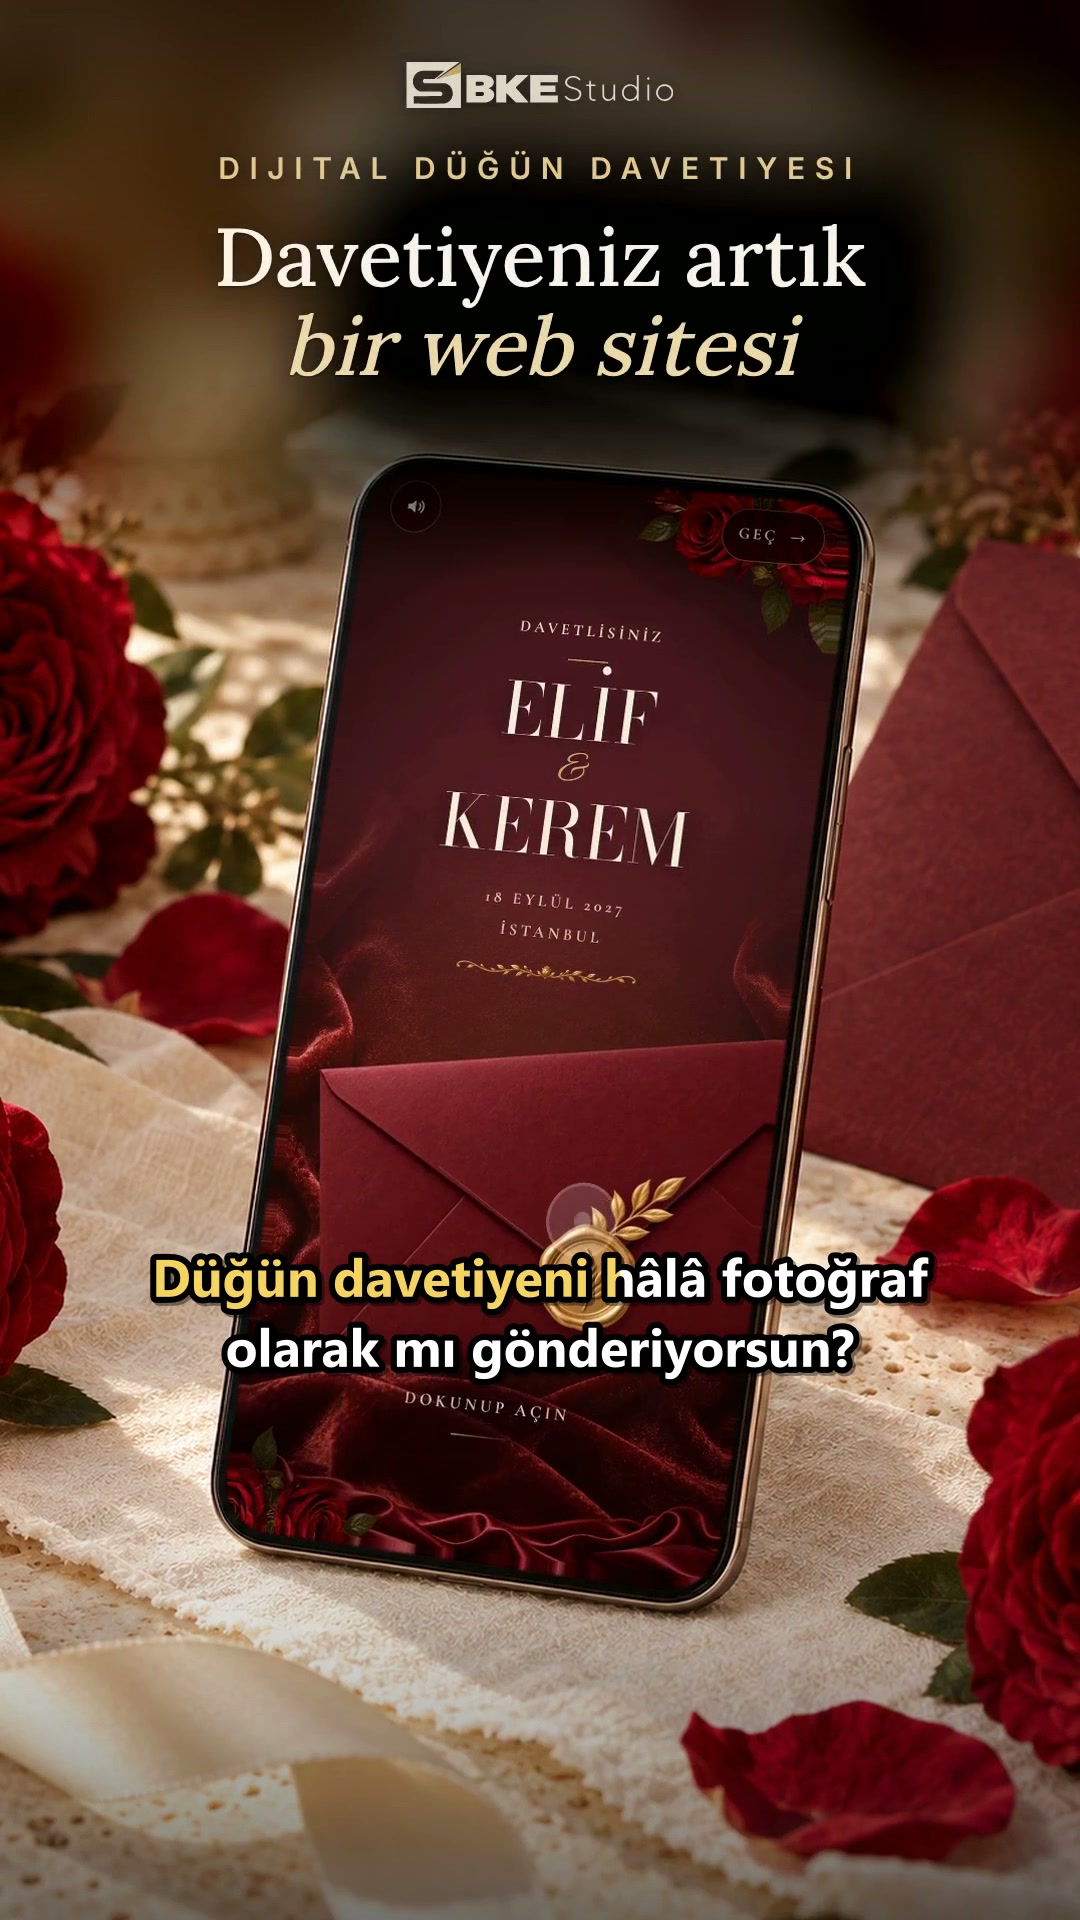 SBKE Studio
DIJITAL DÜĞÜN DAVETIYESI
Davetiyeniz artık
bir web sitesi
GEÇ →
DAVETLİSİNİZ
ELİF
&
KEREM
18 EYLÜL 2027
İSTANBUL
Düğün davetiyeni hâlâ fotoğraf
olarak mı gönderiyorsun?
DOKUNUP AÇIN